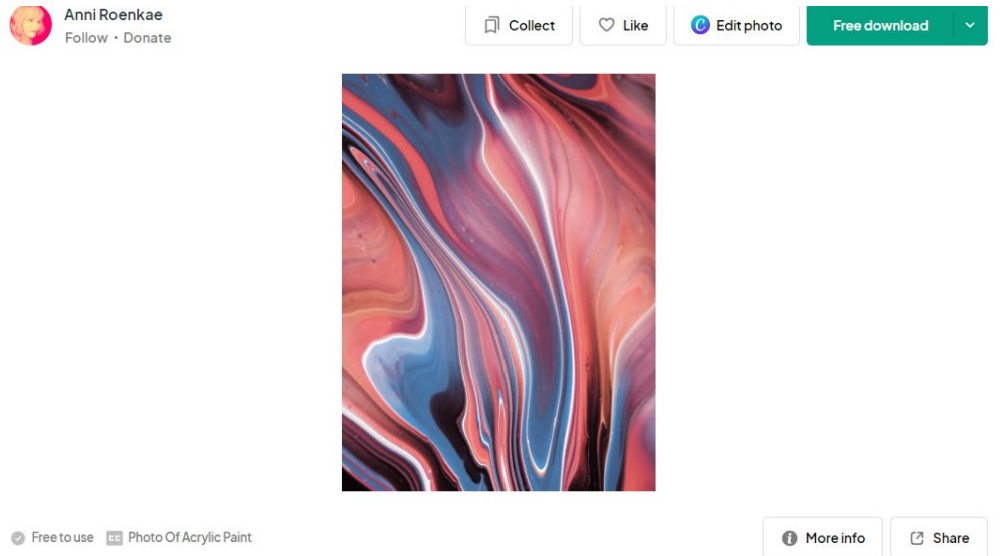 Anni Roenkae
Follow • Donate
Collect
Like
Edit photo
Free download
Free to use
CC Photo Of Acrylic Paint
More info
Share